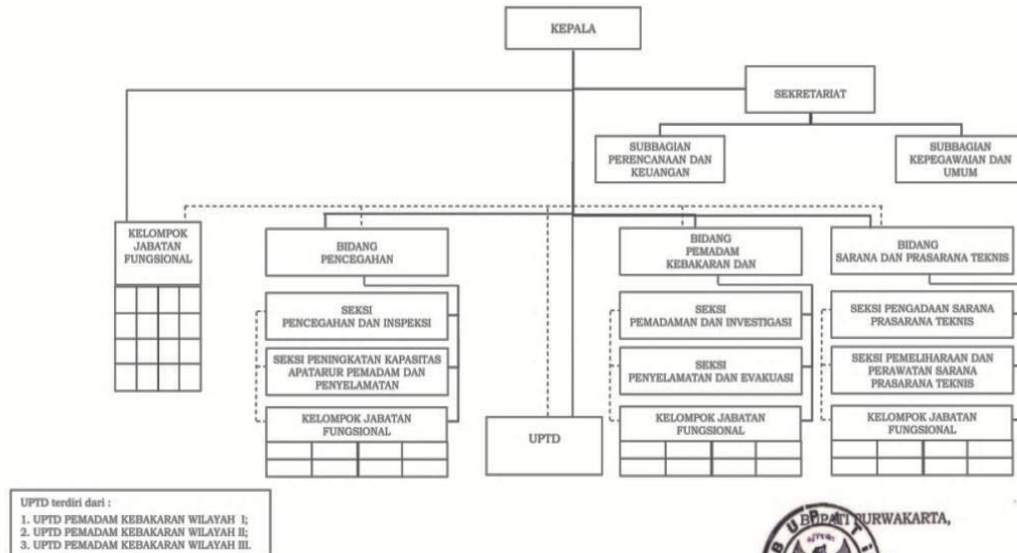 KEPALA
SEKRETARIAT
SUBBAGIAN
PERENCANAAN DAN
KEUANGAN
SUBBAGIAN
KEPEGAWAIAN DAN
UMUM
KELOMPOK
JABATAN
FUNGSIONAL
BIDANG
PENCEGAHAN
SEKSI
PENCEGAHAN DAN INSPEKSI
SEKSI PENINGKATAN KAPASITAS
APATARUR PEMADAM DAN
PENYELAMATAN
KELOMPOK JABATAN
FUNGSIONAL
UPTD
BIDANG
PEMADAM
KEBAKARAN DAN
SEKSI
PEMADAMAN DAN INVESTIGASI
SEKSI
PENYELAMATAN DAN EVAKUASI
KELOMPOK JABATAN
FUNGSIONAL
BIDANG
SARANA DAN PRASARANA TEKNIS
SEKSI PENGADAAN SARANA
PRASARANA TEKNIS
SEKSI PEMELIHARAAN DAN
PERAWATAN SARANA
PRASARANA TEKNIS
KELOMPOK JABATAN
FUNGSIONAL
UPTD terdiri dari :
1. UPTD PEMADAM KEBAKARAN WILAYAH I;
2. UPTD PEMADAM KEBAKARAN WILAYAH II;
3. UPTD PEMADAM KEBAKARAN WILAYAH III.
BUPATI PURWAKARTA,
BUPATI